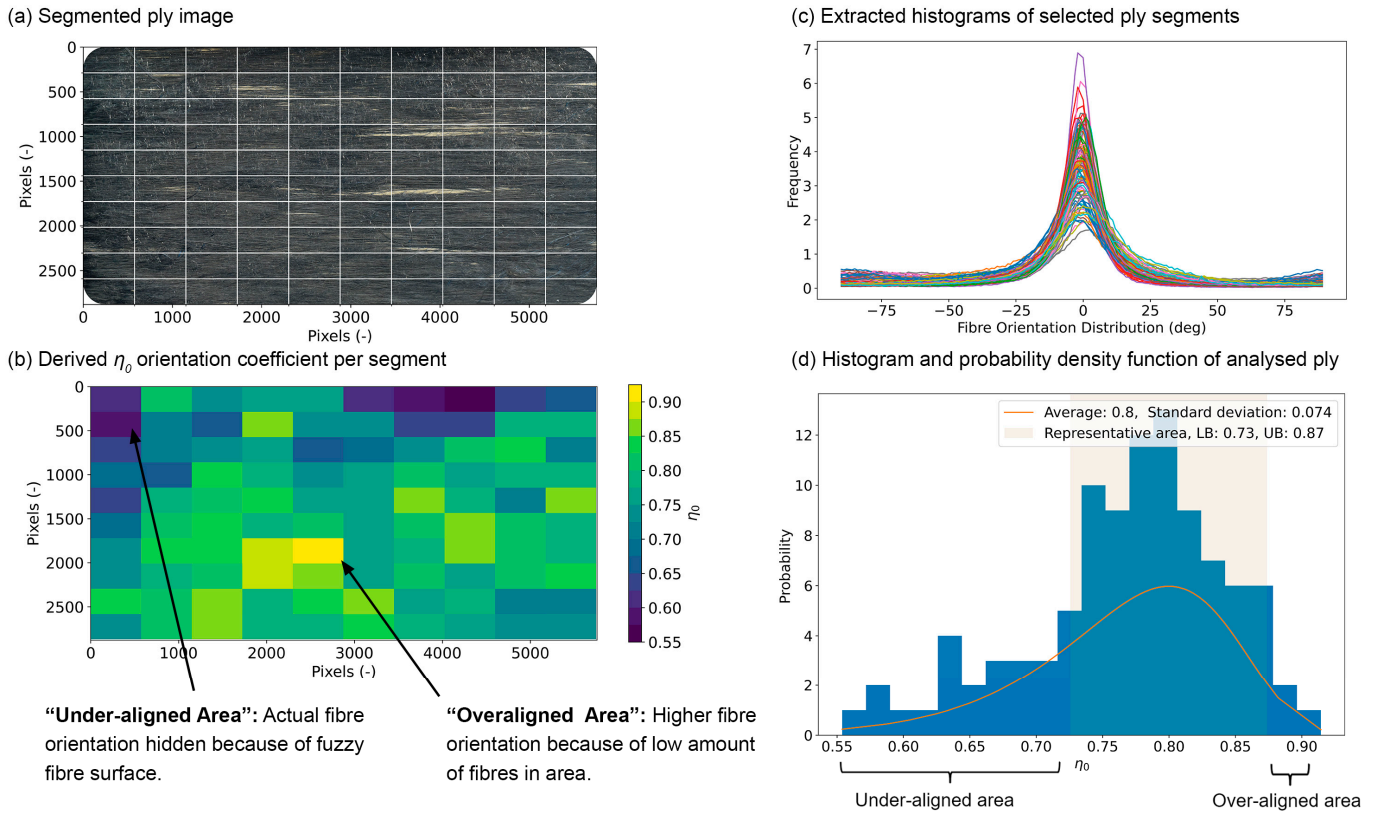 (a) Segmented ply image
0
500
1000
1500
2000
2500
Pixels (-)
0 1000 2000 3000 4000 5000
Pixels (-)
(b) Derived η₀ orientation coefficient per segment
0
500
1000
1500
2000
2500
Pixels (-)
0 1000 2000 3000 4000 5000
Pixels (-)
0.90
0.85
0.80
0.75
0.70
0.65
0.60
0.55
η₀
“Under-aligned Area”: Actual fibre
orientation hidden because of fuzzy
fibre surface.
“Overaligned Area”: Higher fibre
orientation because of low amount
of fibres in area.
(c) Extracted histograms of selected ply segments
7
6
5
4
3
2
1
0
Frequency
−75 −50 −25 0 25 50 75
Fibre Orientation Distribution (deg)
(d) Histogram and probability density function of analysed ply
Average: 0.8, Standard deviation: 0.074
Representative area, LB: 0.73, UB: 0.87
12
10
8
6
4
2
0
Probability
0.55 0.60 0.65 0.70 0.75 0.80 0.85 0.90
η₀
Under-aligned area
Over-aligned area